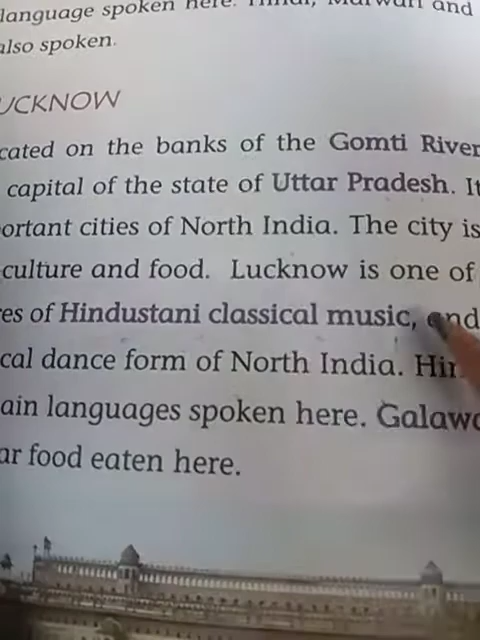 language spoken here. Hindi, Marwari and
also spoken.
UCKNOW
cated on the banks of the Gomti River
capital of the state of Uttar Pradesh. It
ortant cities of North India. The city is
culture and food. Lucknow is one of
es of Hindustani classical music, and
cal dance form of North India. Hin
ain languages spoken here. Galawa
ar food eaten here.